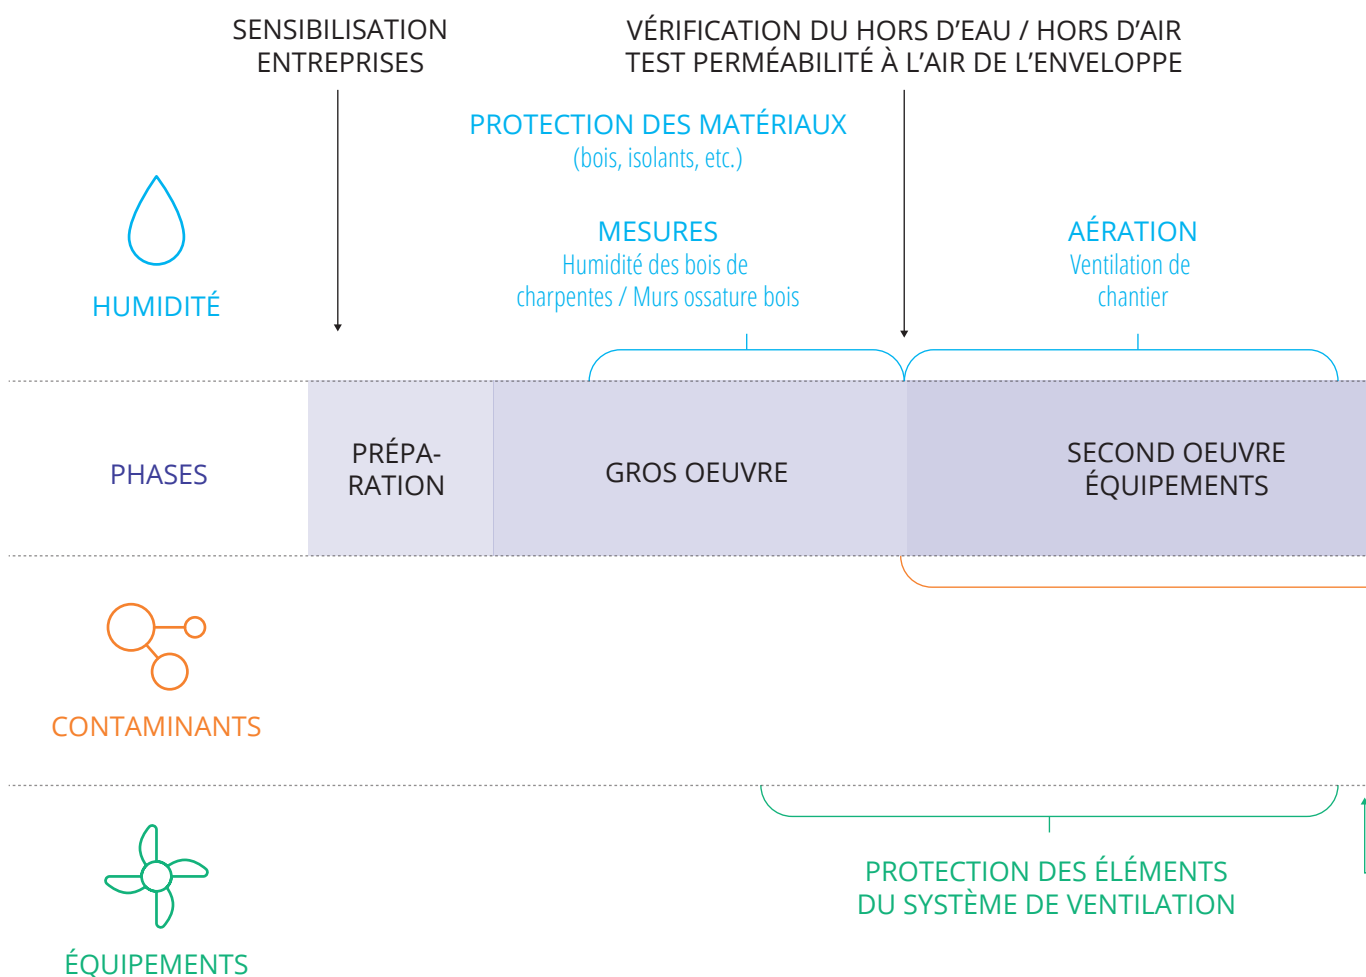 SENSIBILISATION
ENTREPRISES
VÉRIFICATION DU HORS D’EAU / HORS D’AIR
TEST PERMÉABILITÉ À L’AIR DE L’ENVELOPPE
PROTECTION DES MATÉRIAUX
(bois, isolants, etc.)
MESURES
Humidité des bois de
charpentes / Murs ossature bois
AÉRATION
Ventilation de
chantier
HUMIDITÉ
PHASES
PRÉPA-
RATION
GROS OEUVRE
SECOND OEUVRE
ÉQUIPEMENTS
CONTAMINANTS
PROTECTION DES ÉLÉMENTS
DU SYSTÈME DE VENTILATION
ÉQUIPEMENTS